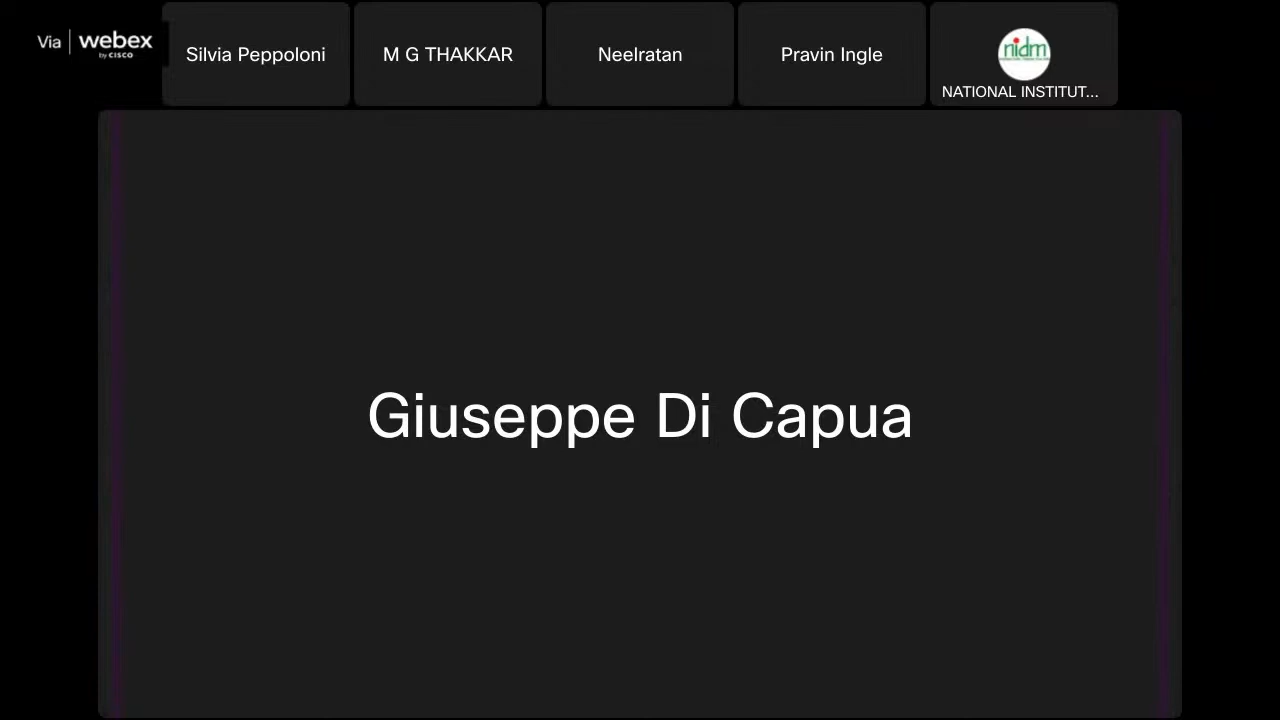 Via webex
by CISCO
Silvia Peppoloni
M G THAKKAR
Neelratan
Pravin Ingle
nidm
NATIONAL INSTITUT...
Giuseppe Di Capua